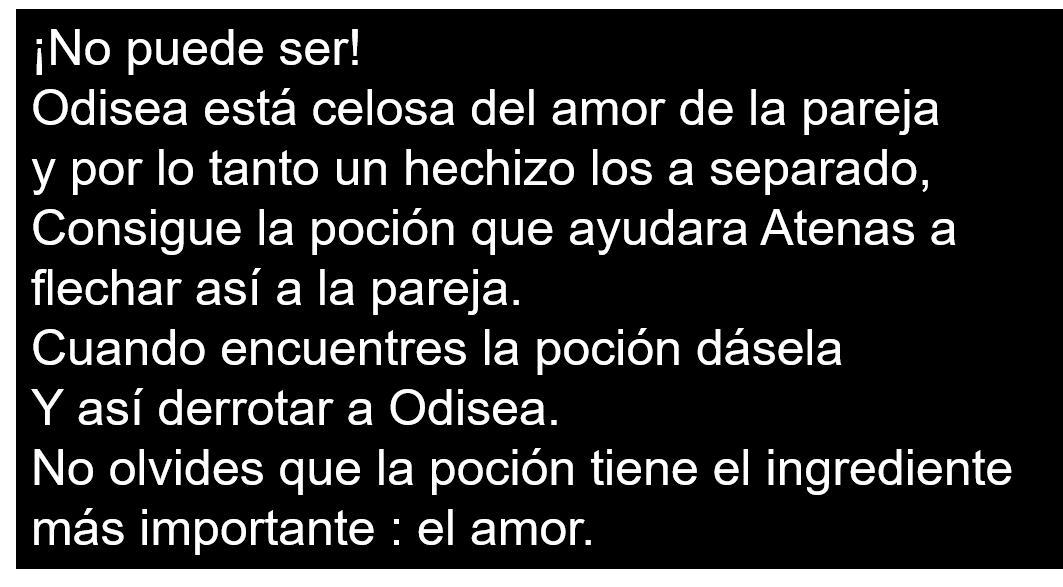 ¡No puede ser!
Odisea está celosa del amor de la pareja
y por lo tanto un hechizo los a separado,
Consigue la poción que ayudara Atenas a
flechar así a la pareja.
Cuando encuentres la poción dásela
Y así derrotar a Odisea.
No olvides que la poción tiene el ingrediente
más importante : el amor.